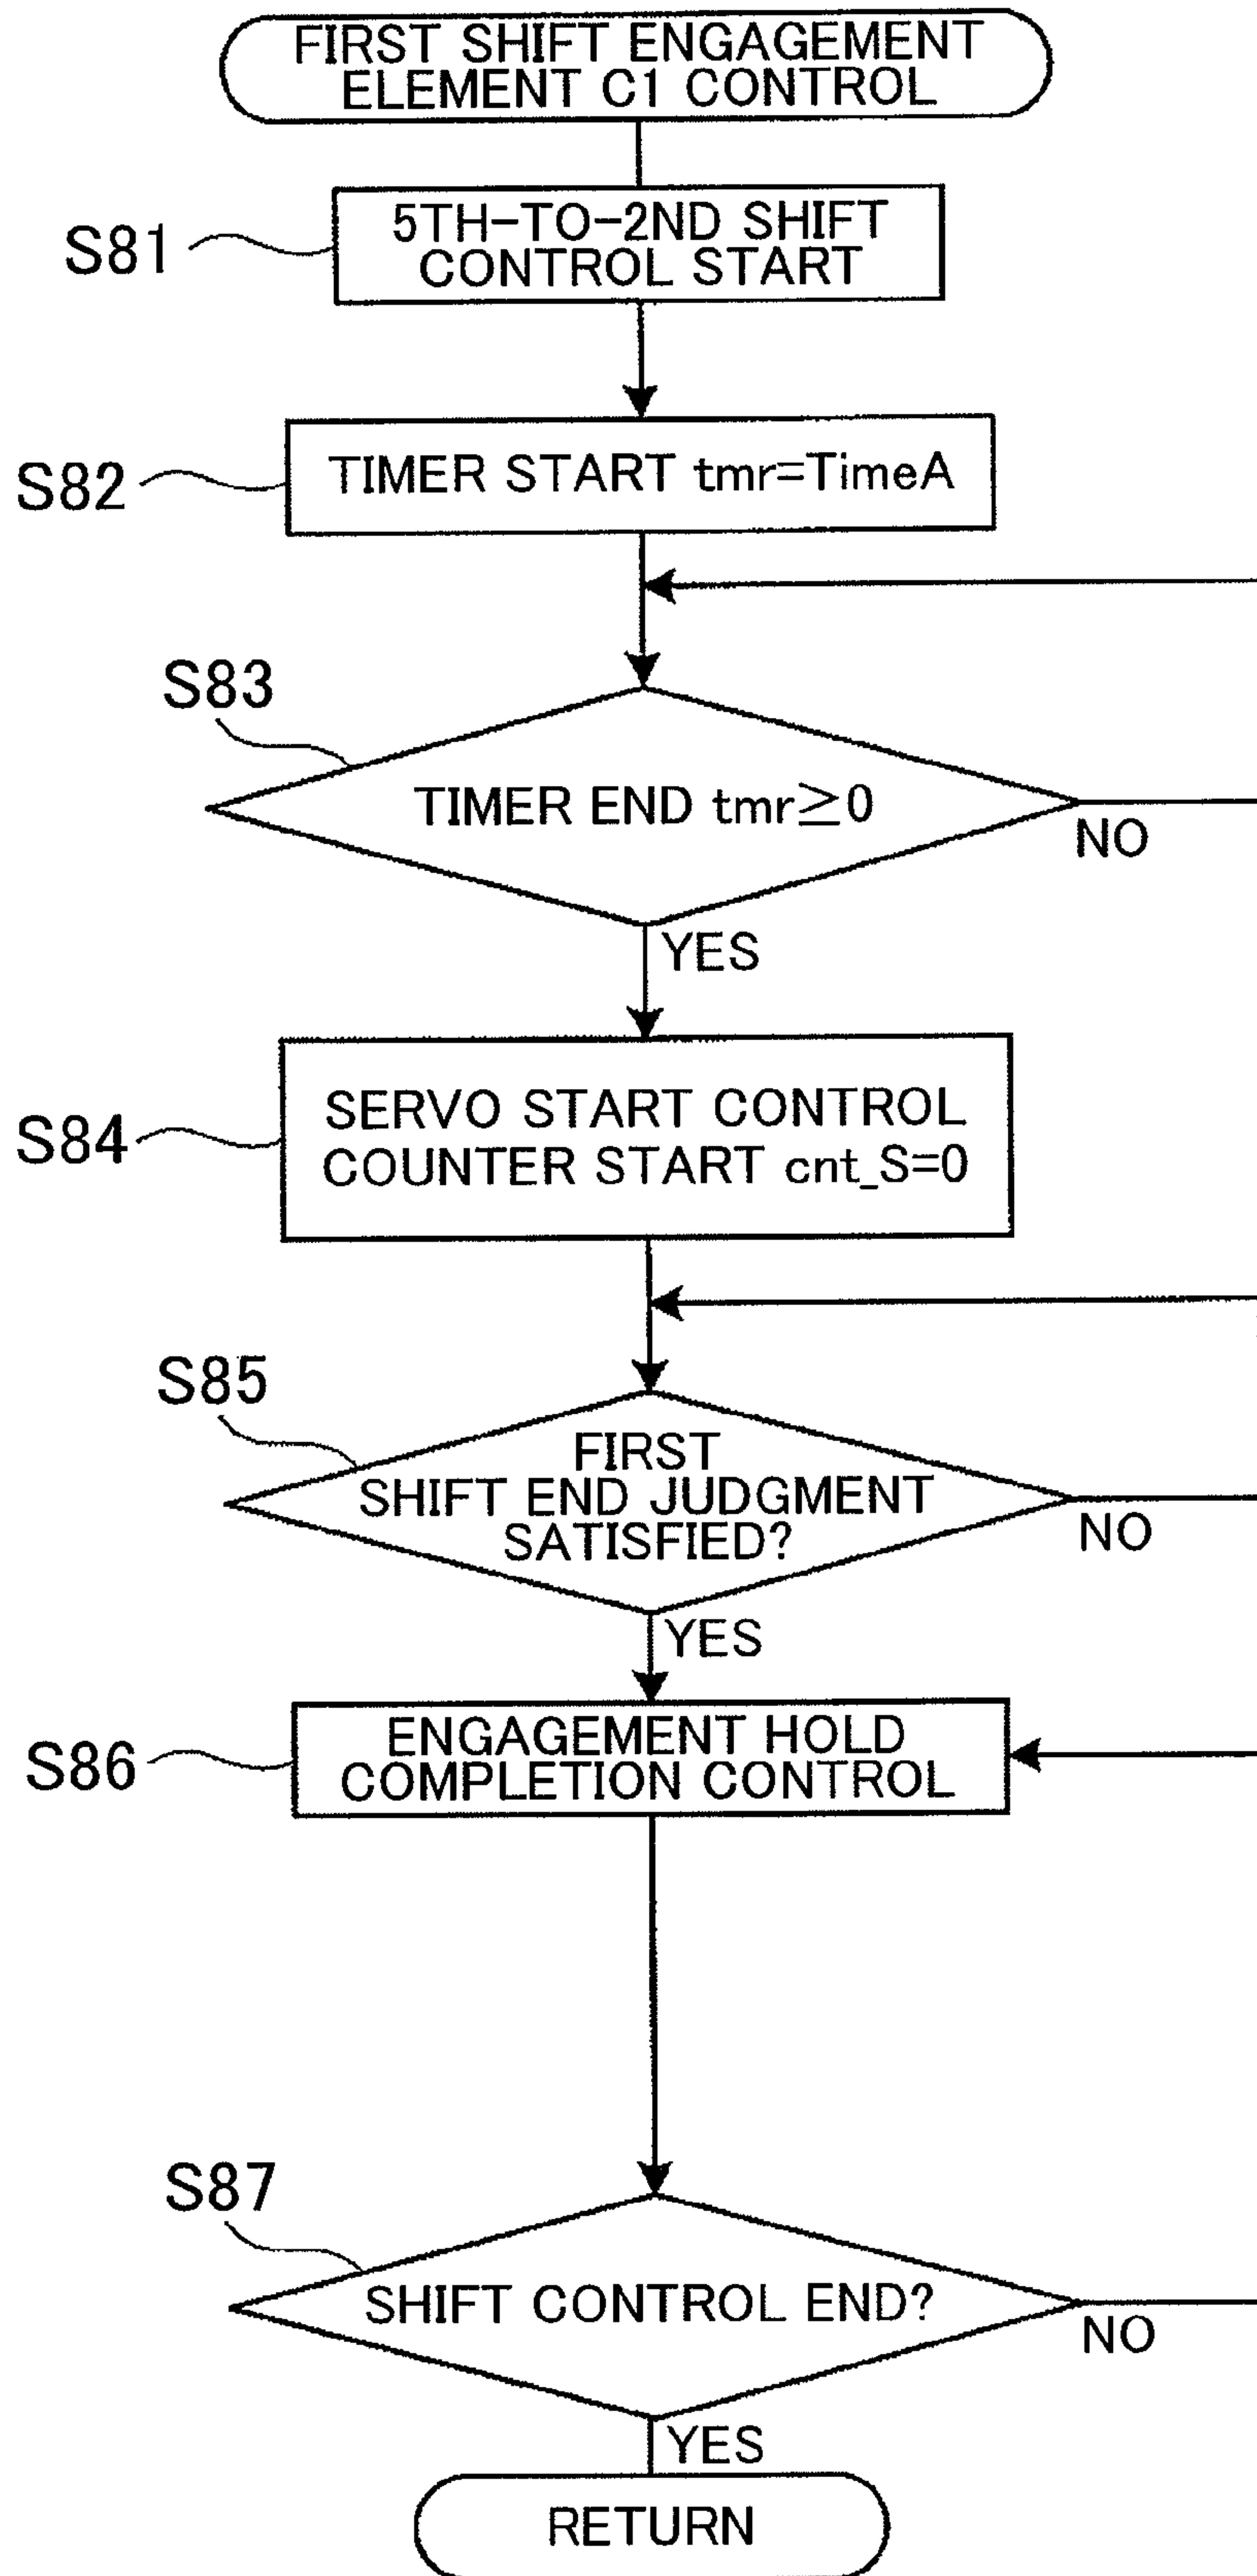 FIRST SHIFT ENGAGEMENT
ELEMENT C1 CONTROL
S81
5TH-TO-2ND SHIFT
CONTROL START
S82
TIMER START tmr=TimeA
S83
TIMER END tmr≧0
NO
YES
S84
SERVO START CONTROL
COUNTER START cnt_S=0
S85
FIRST
SHIFT END JUDGMENT
SATISFIED?
NO
YES
S86
ENGAGEMENT HOLD
COMPLETION CONTROL
S87
SHIFT CONTROL END?
NO
YES
RETURN